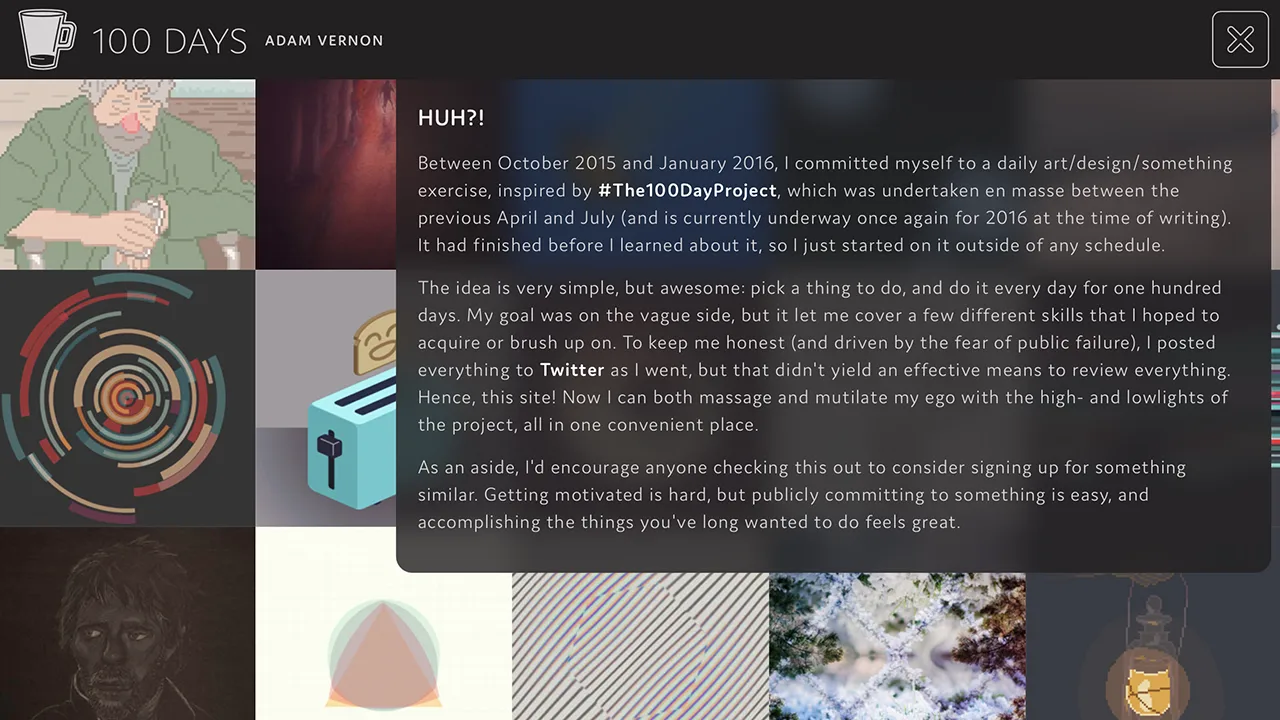 100 DAYS ADAM VERNON
HUH?!
Between October 2015 and January 2016, I committed myself to a daily art/design/something
exercise, inspired by #The100DayProject, which was undertaken en masse between the
previous April and July (and is currently underway once again for 2016 at the time of writing).
It had finished before I learned about it, so I just started on it outside of any schedule.
The idea is very simple, but awesome: pick a thing to do, and do it every day for one hundred
days. My goal was on the vague side, but it let me cover a few different skills that I hoped to
acquire or brush up on. To keep me honest (and driven by the fear of public failure), I posted
everything to Twitter as I went, but that didn't yield an effective means to review everything.
Hence, this site! Now I can both massage and mutilate my ego with the high- and lowlights of
the project, all in one convenient place.
As an aside, I'd encourage anyone checking this out to consider signing up for something
similar. Getting motivated is hard, but publicly committing to something is easy, and
accomplishing the things you've long wanted to do feels great.